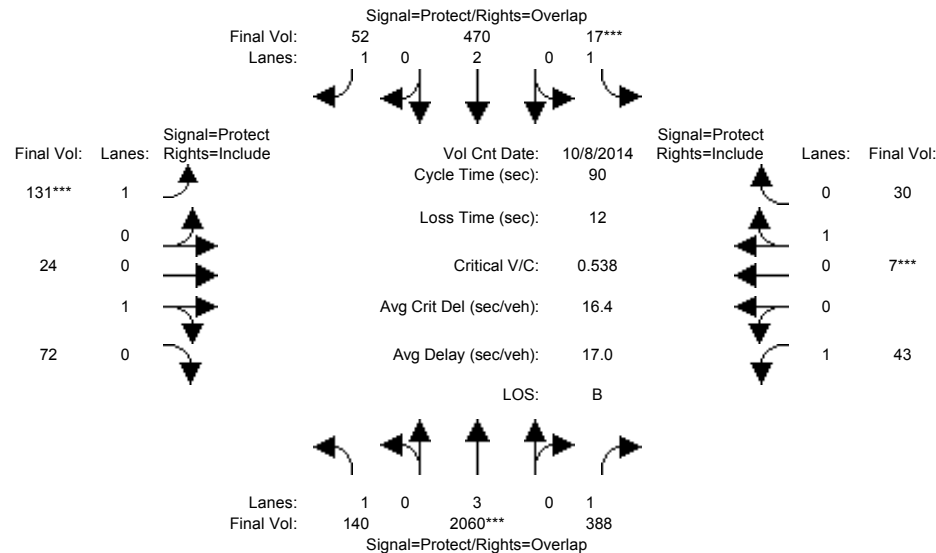 Signal=Protect/Rights=Overlap
Final Vol: 52 470 17***
Lanes: 1 0 2 0 1
Signal=Protect
Final Vol: Lanes: Rights=Include
Vol Cnt Date: 10/8/2014
Signal=Protect
Rights=Include Lanes: Final Vol:
Cycle Time (sec): 90
131*** 1
0 30
Loss Time (sec): 12
0
1
24 0
Critical V/C: 0.538
0 7***
1
Avg Crit Del (sec/veh): 16.4
0
72 0
Avg Delay (sec/veh): 17.0
1 43
LOS: B
Lanes: 1 0 3 0 1
Final Vol: 140 2060*** 388
Signal=Protect/Rights=Overlap